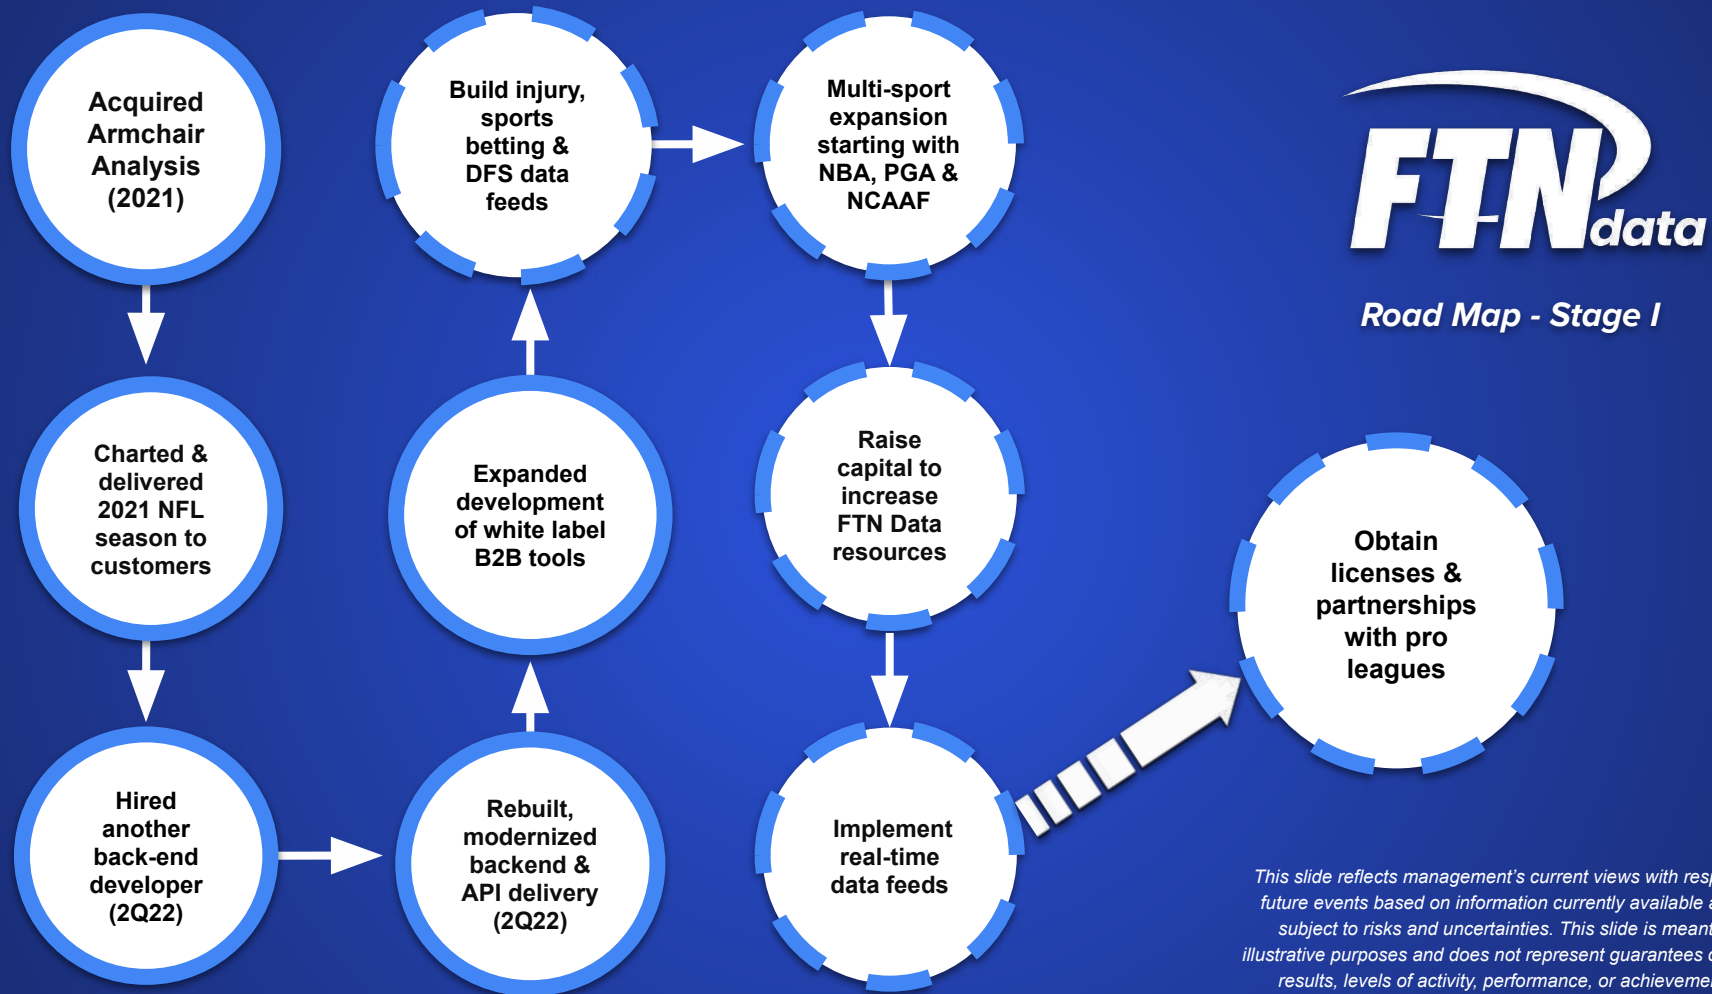 Acquired
Armchair
Analysis
(2021)
Charted &
delivered
2021 NFL
season to
customers
Hired
another
back-end
developer
(2Q22)
Rebuilt,
modernized
backend &
API delivery
(2Q22)
Expanded
development
of white label
B2B tools
Build injury,
sports
betting &
DFS data
feeds
Multi-sport
expansion
starting with
NBA, PGA &
NCAAF
Raise
capital to
increase
FTN Data
resources
Implement
real-time
data feeds
Obtain
licenses &
partnerships
with pro
leagues
FTN data
Road Map - Stage I
This slide reflects management's current views with
future events based on information currently available
subject to risks and uncertainties. This slide is meant
illustrative purposes and does not represent guarantees
results, levels of activity, performance, or